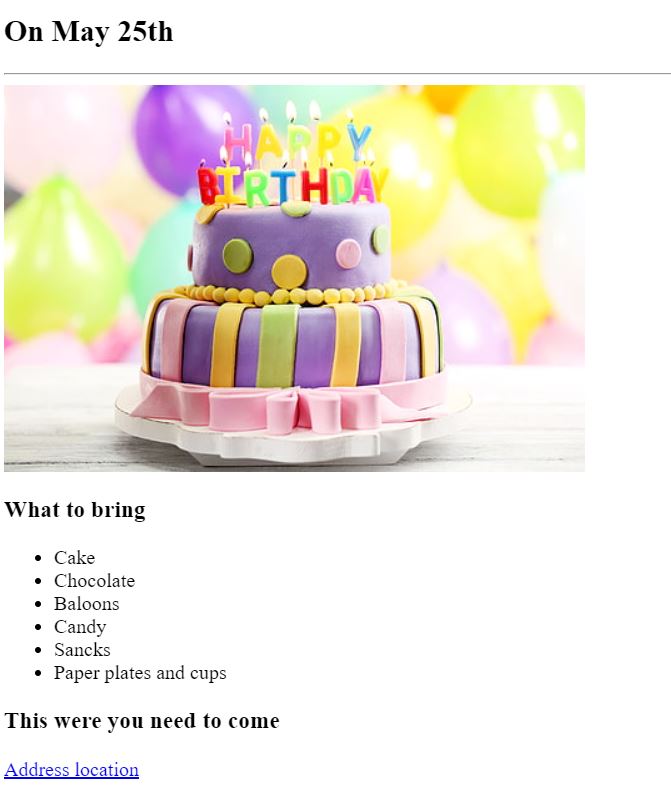 On May 25th
HAPPY
BIRTHDAY
What to bring
Cake
Chocolate
Baloons
Candy
Sancks
Paper plates and cups
This were you need to come
Address location